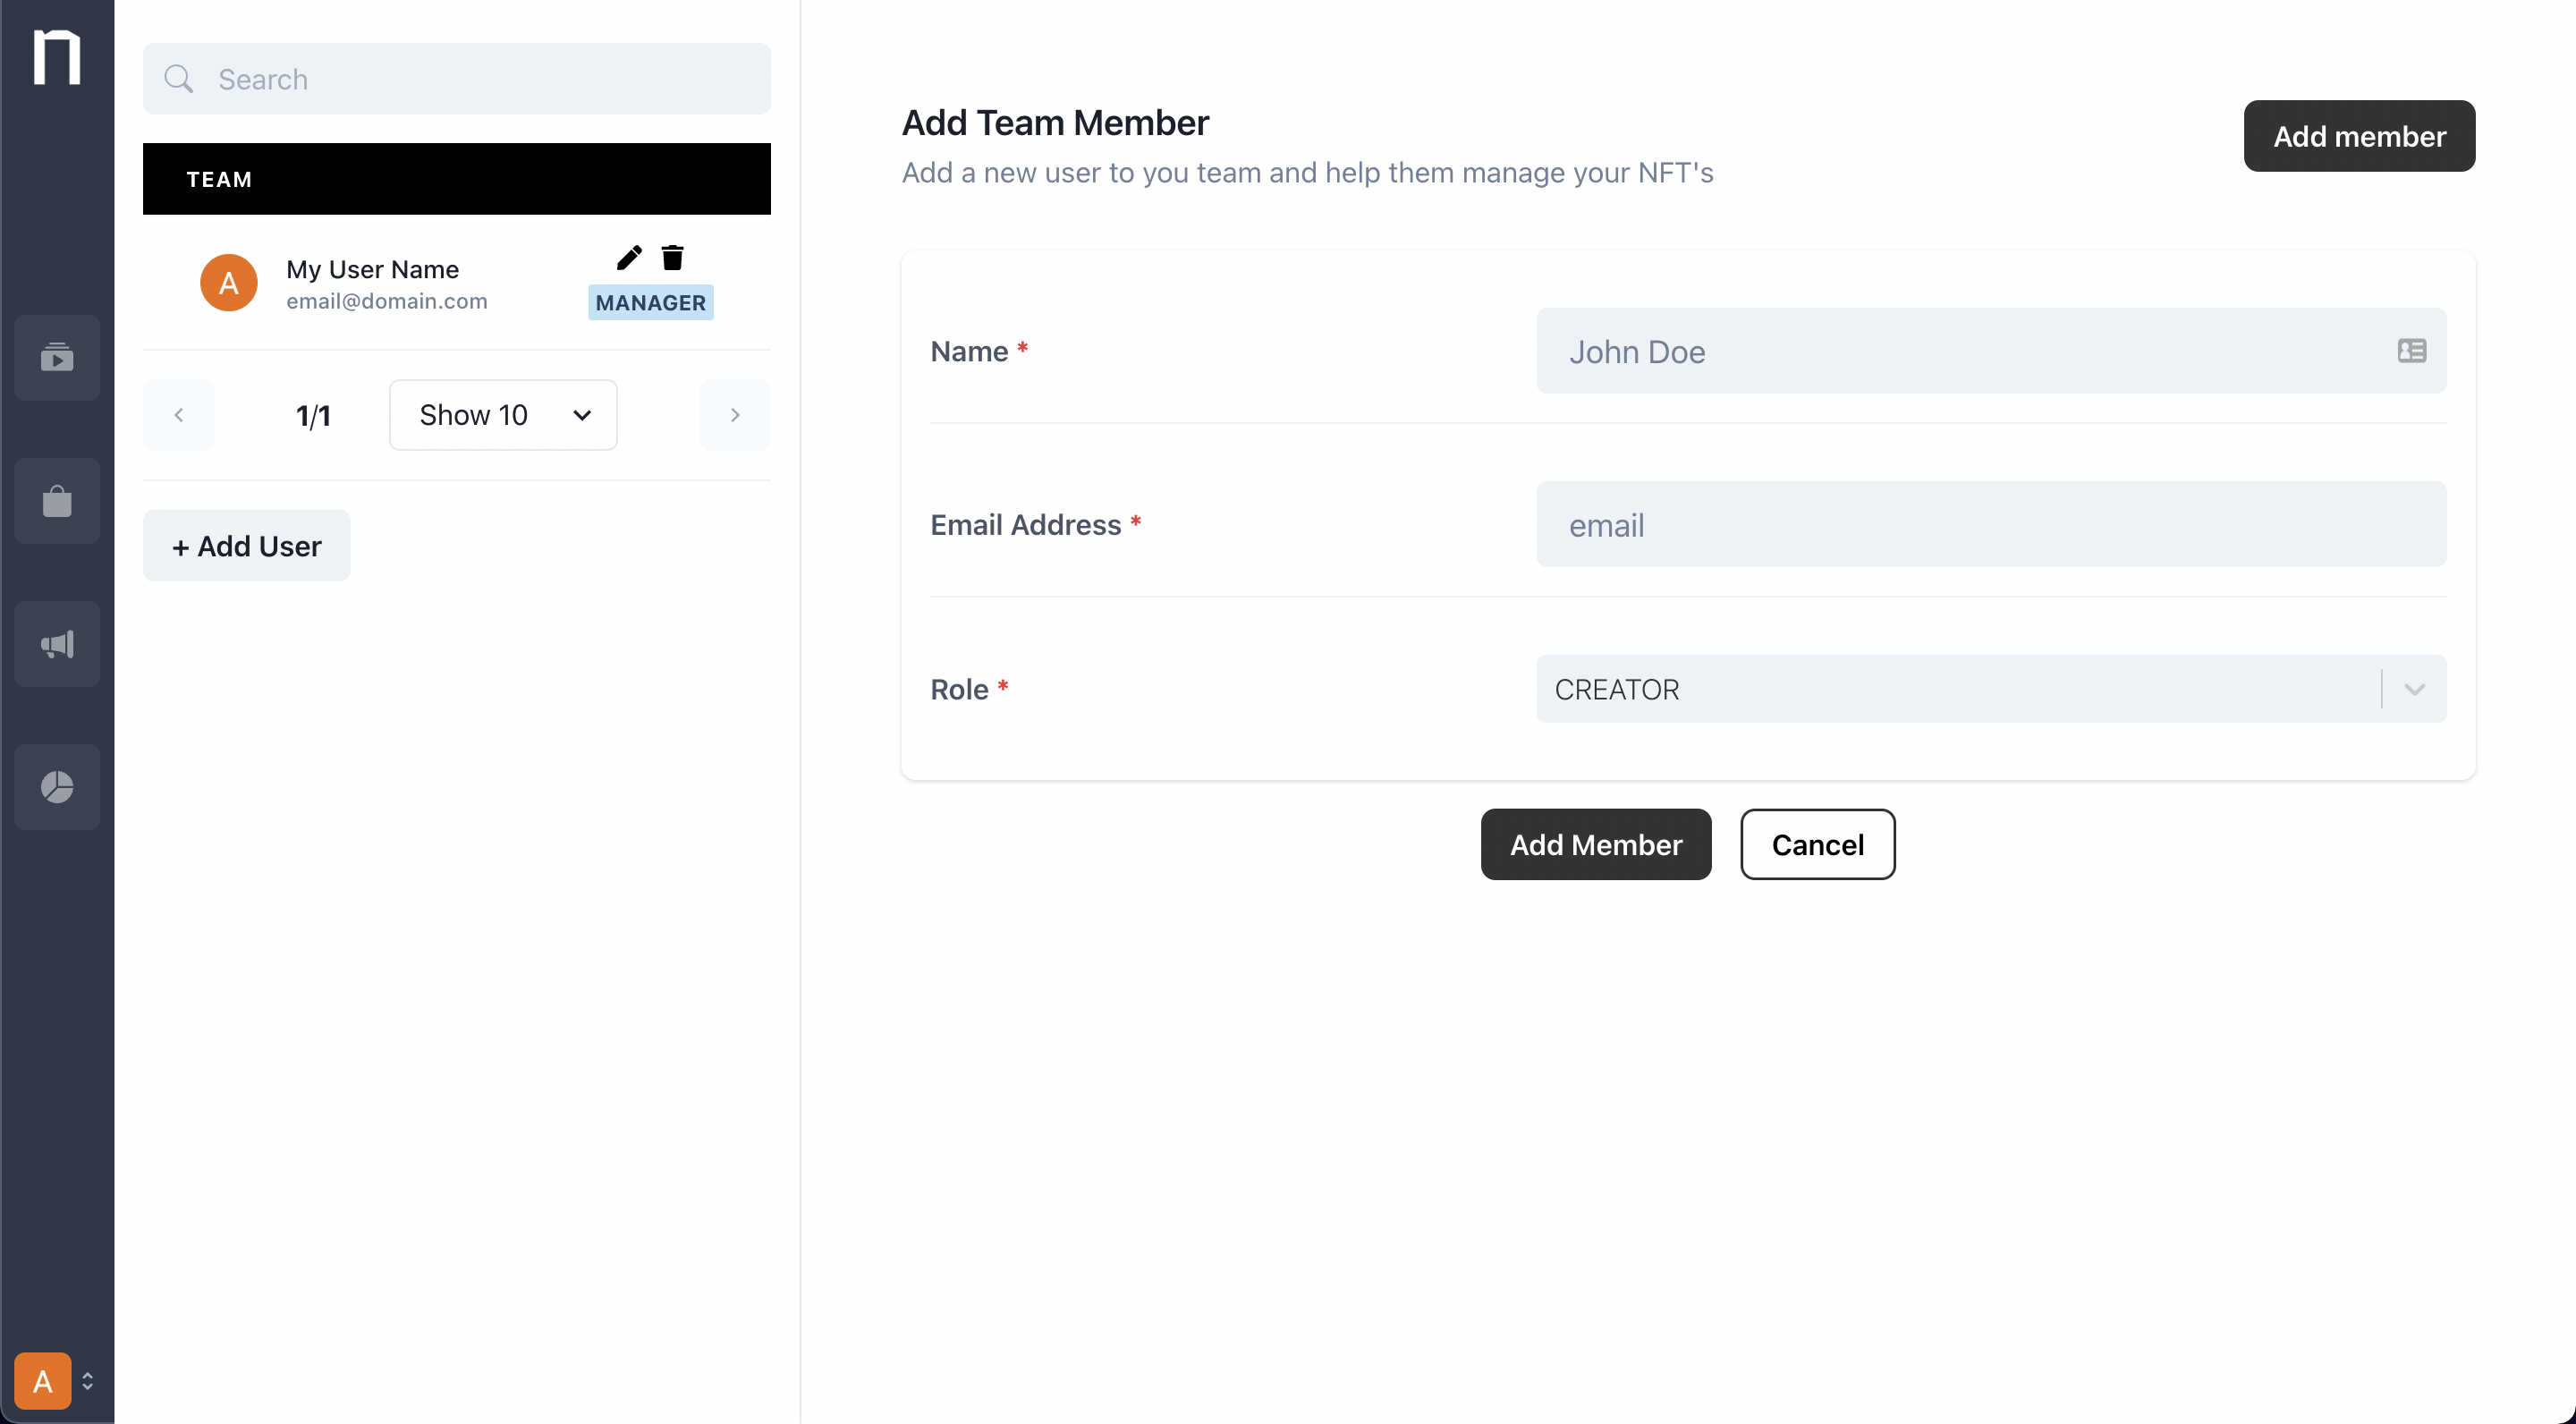 n
Search
TEAM
A
My User Name
email@domain.com
MANAGER
1/1
Show 10
+ Add User
A
Add Team Member
Add a new user to you team and help them manage your NFT's
Add member
Name *
John Doe
Email Address *
email
Role *
CREATOR
Add Member
Cancel